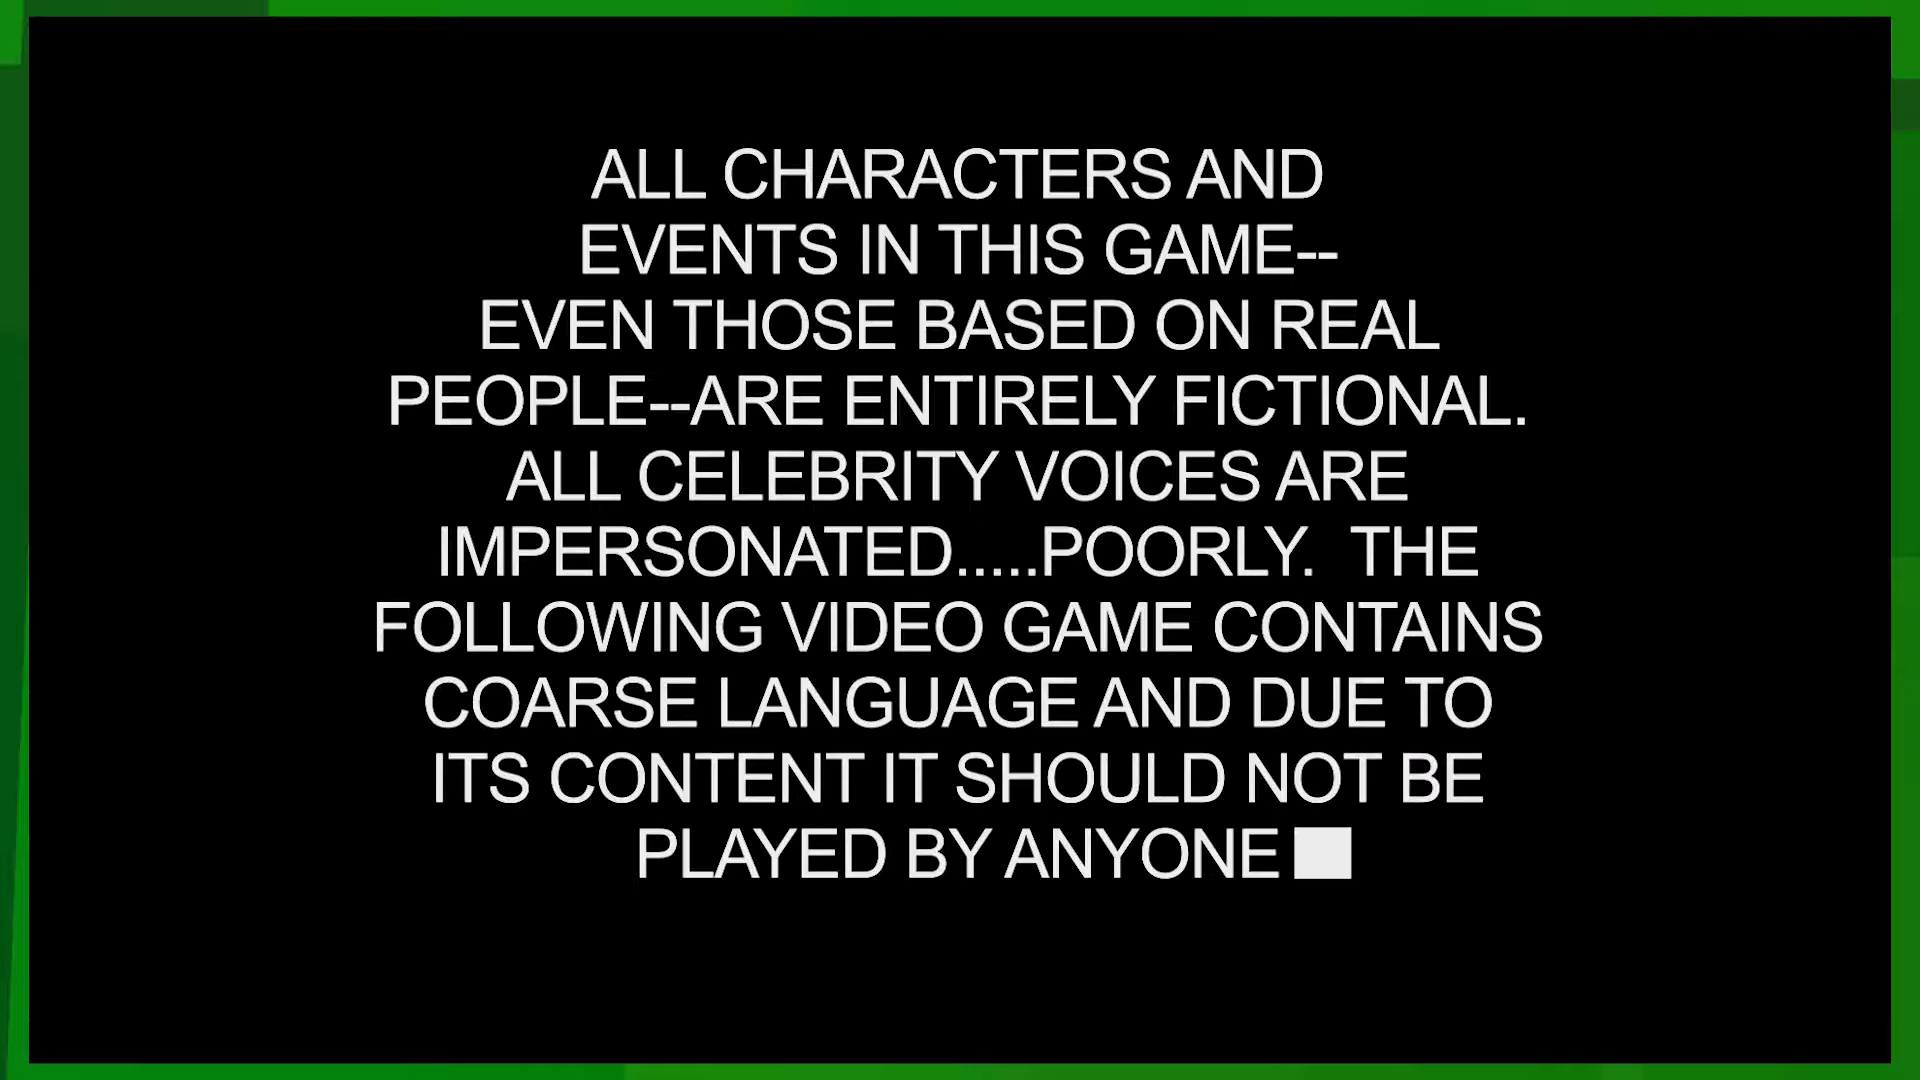 ALL CHARACTERS AND
EVENTS IN THIS GAME--
EVEN THOSE BASED ON REAL
PEOPLE--ARE ENTIRELY FICTIONAL.
ALL CELEBRITY VOICES ARE
IMPERSONATED.....POORLY.  THE
FOLLOWING VIDEO GAME CONTAINS
COARSE LANGUAGE AND DUE TO
ITS CONTENT IT SHOULD NOT BE
PLAYED BY ANYONE